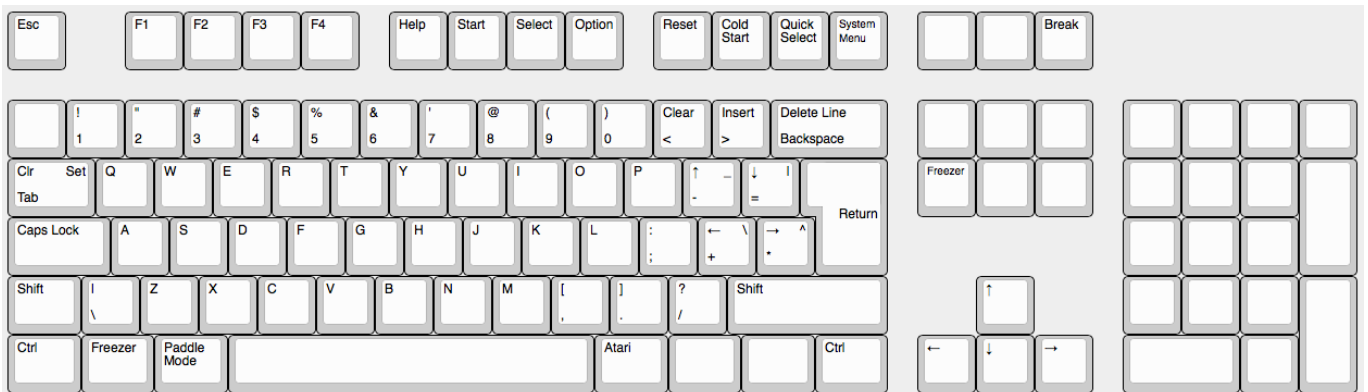 Esc F1 F2 F3 F4 Help Start Select Option Reset Cold Start Quick Select System Menu Break
! " # $ % & ' @ ( ) Clear Insert Delete Line
1 2 3 4 5 6 7 8 9 0 < > Backspace
Clr Set Q W E R T Y U I O P ↑ _ ↓ | Freezer
Tab - = Return
Caps Lock A S D F G H J K L : ← \ → ^
; + *
Shift | Z X C V B N M [ ] ? Shift ↑
\ , . /
Ctrl Freezer Paddle Mode Atari Ctrl ← ↓ →